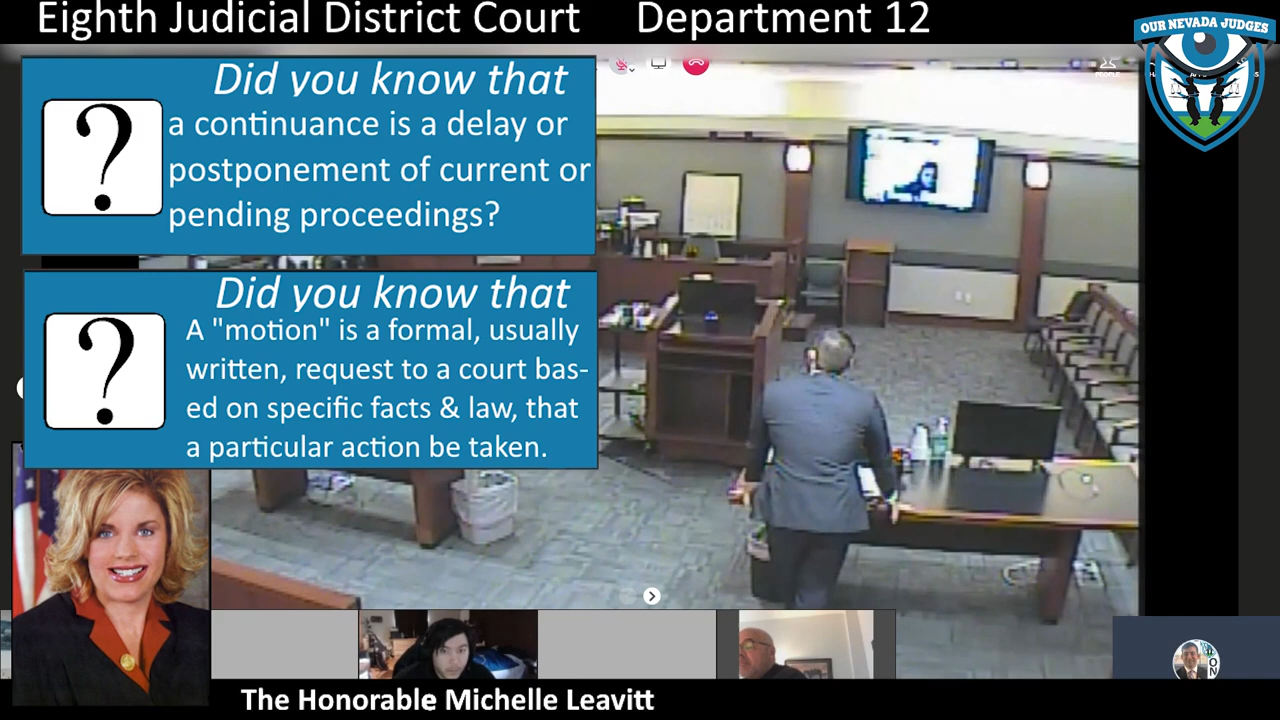 Eighth Judicial District Court Department 12
OUR NEVADA JUDGES
Did you know that
?
a continuance is a delay or
postponement of current or
pending proceedings?
PEOPLE
Did you know that
?
A "motion" is a formal, usually
written, request to a court bas-
ed on specific facts & law, that
a particular action be taken.
The Honorable Michelle Leavitt